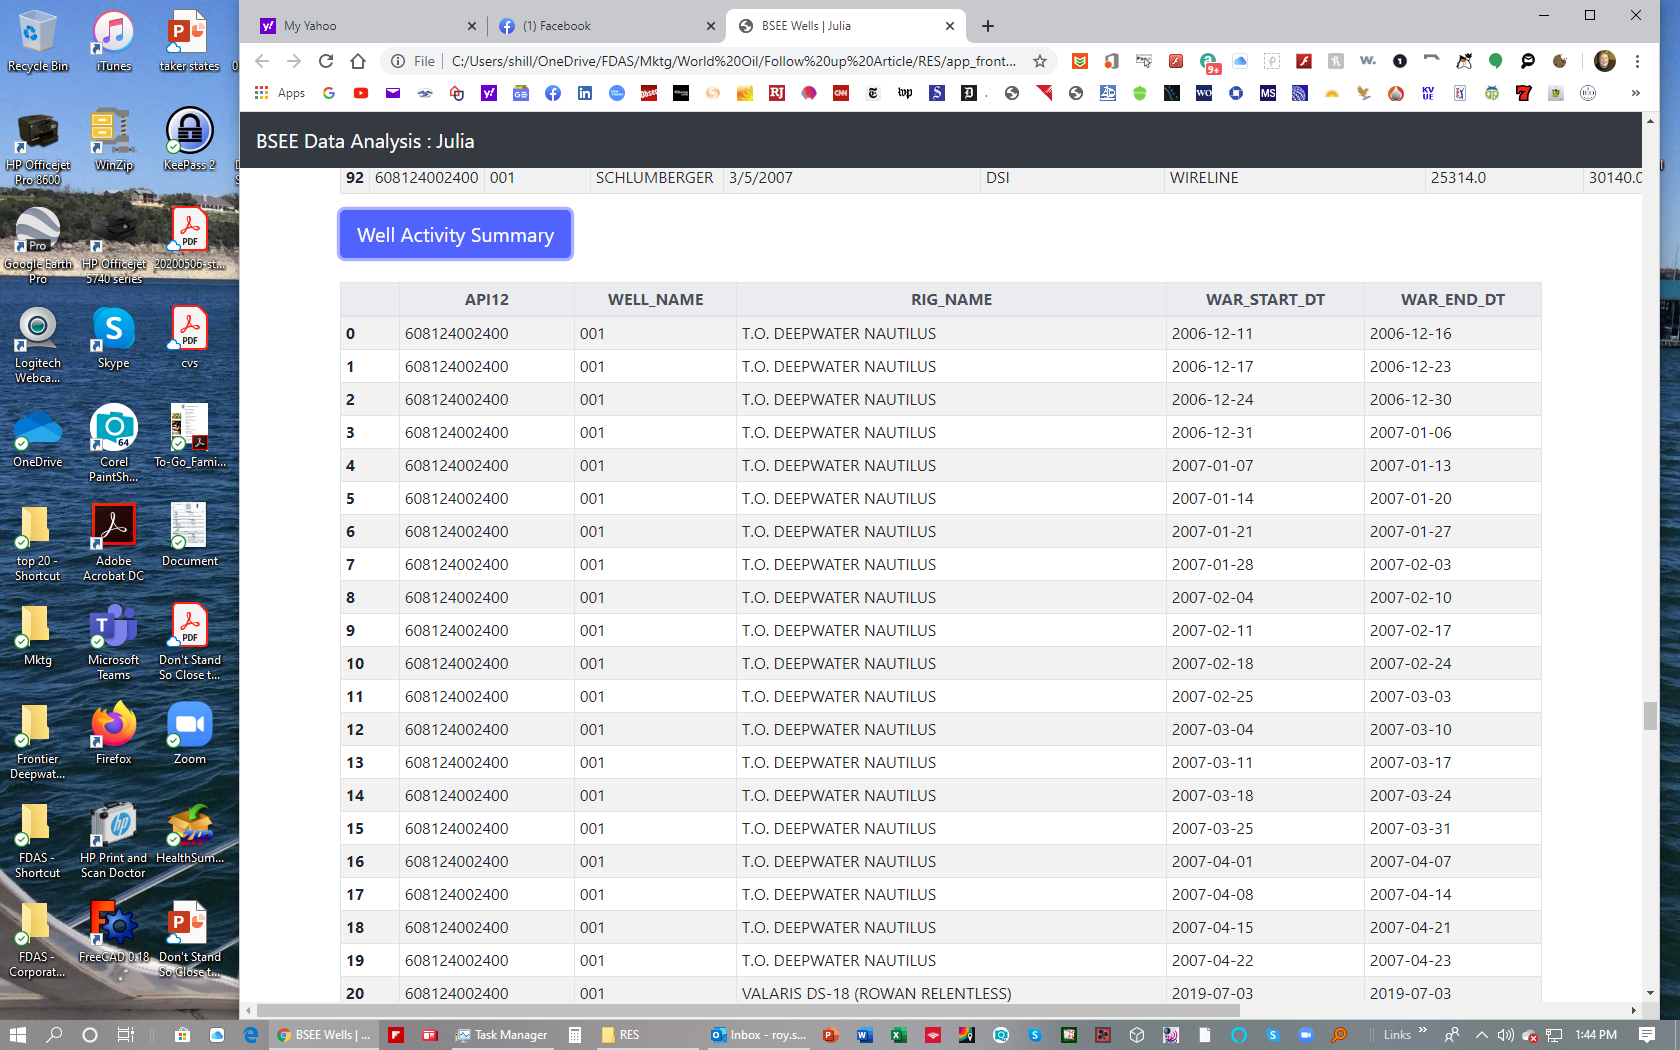 My Yahoo
(1) Facebook
BSEE Wells | Julia
File
C:/Users/shill/OneDrive/FDAS/Mktg/World%20Oil/Follow%20up%20Article/RES/app_front...
Apps
BSEE Data Analysis : Julia
92 608124002400 001 SCHLUMBERGER 3/5/2007 DSI WIRELINE 25314.0 30140.0
Well Activity Summary
API12 WELL_NAME RIG_NAME WAR_START_DT WAR_END_DT
0 608124002400 001 T.O. DEEPWATER NAUTILUS 2006-12-11 2006-12-16
1 608124002400 001 T.O. DEEPWATER NAUTILUS 2006-12-17 2006-12-23
2 608124002400 001 T.O. DEEPWATER NAUTILUS 2006-12-24 2006-12-30
3 608124002400 001 T.O. DEEPWATER NAUTILUS 2006-12-31 2007-01-06
4 608124002400 001 T.O. DEEPWATER NAUTILUS 2007-01-07 2007-01-13
5 608124002400 001 T.O. DEEPWATER NAUTILUS 2007-01-14 2007-01-20
6 608124002400 001 T.O. DEEPWATER NAUTILUS 2007-01-21 2007-01-27
7 608124002400 001 T.O. DEEPWATER NAUTILUS 2007-01-28 2007-02-03
8 608124002400 001 T.O. DEEPWATER NAUTILUS 2007-02-04 2007-02-10
9 608124002400 001 T.O. DEEPWATER NAUTILUS 2007-02-11 2007-02-17
10 608124002400 001 T.O. DEEPWATER NAUTILUS 2007-02-18 2007-02-24
11 608124002400 001 T.O. DEEPWATER NAUTILUS 2007-02-25 2007-03-03
12 608124002400 001 T.O. DEEPWATER NAUTILUS 2007-03-04 2007-03-10
13 608124002400 001 T.O. DEEPWATER NAUTILUS 2007-03-11 2007-03-17
14 608124002400 001 T.O. DEEPWATER NAUTILUS 2007-03-18 2007-03-24
15 608124002400 001 T.O. DEEPWATER NAUTILUS 2007-03-25 2007-03-31
16 608124002400 001 T.O. DEEPWATER NAUTILUS 2007-04-01 2007-04-07
17 608124002400 001 T.O. DEEPWATER NAUTILUS 2007-04-08 2007-04-14
18 608124002400 001 T.O. DEEPWATER NAUTILUS 2007-04-15 2007-04-21
19 608124002400 001 T.O. DEEPWATER NAUTILUS 2007-04-22 2007-04-23
20 608124002400 001 VALARIS DS-18 (ROWAN RELENTLESS) 2019-07-03 2019-07-03
Recycle Bin
iTunes
taker states
HP Officejet
Pro 8600
WinZip
KeePass 2
Google Earth
Pro
HP Officejet
5740 series
20200506-st...
Logitech
Webca...
Skype
cvs
OneDrive
Corel
PaintSh...
To-Go_Fami...
top 20 -
Shortcut
Adobe
Acrobat DC
Document
Mktg
Microsoft
Teams
Don't Stand
So Close t...
Frontier
Deepwat...
Firefox
Zoom
FDAS -
Shortcut
HP Print and
Scan Doctor
HealthSum...
FDAS -
Corporat...
FreeCAD 0.18
Don't Stand
So Close t...
BSEE Wells | ...
Task Manager
RES
Inbox - roy.s...
Links
1:44 PM